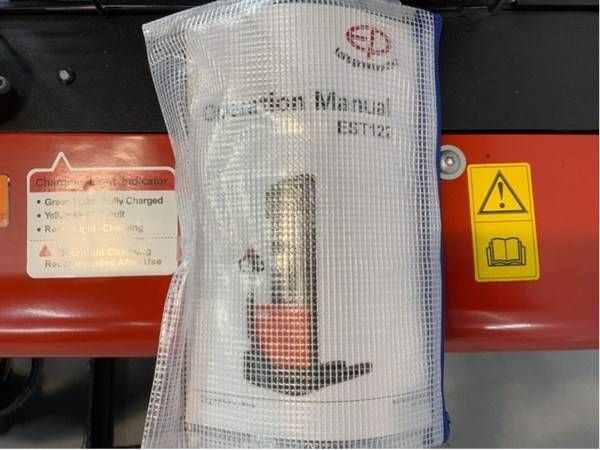 EP
Operation Manual
EST122
Charging Light Indicator
• Green Light-Fully Charged
• Yellow
• Red Light-Charging
Overnight Charging
Recommended After Use